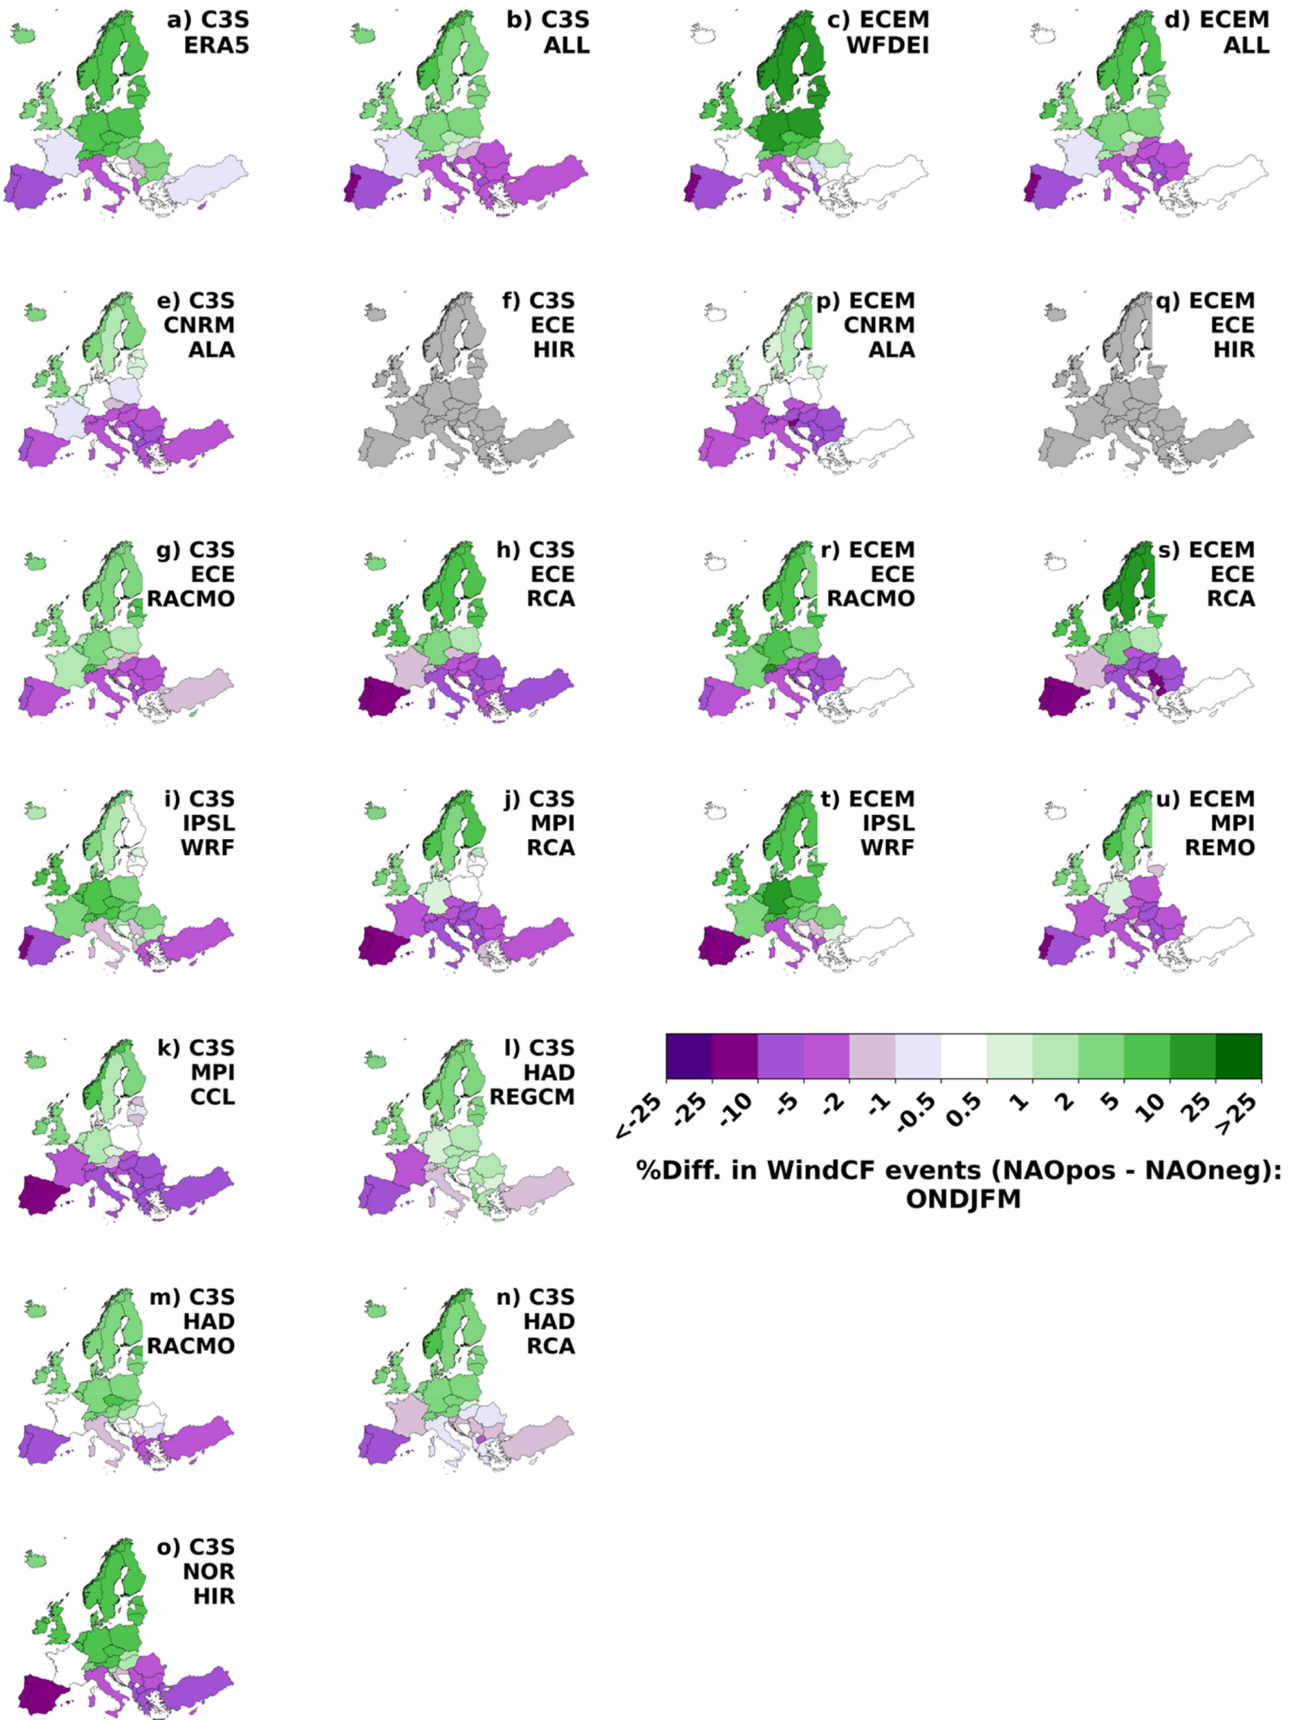 a) C3S
ERA5
b) C3S
ALL
c) ECEM
WFDEI
d) ECEM
ALL
e) C3S
CNRM
ALA
f) C3S
ECE
HIR
p) ECEM
CNRM
ALA
q) ECEM
ECE
HIR
g) C3S
ECE
RACMO
h) C3S
ECE
RCA
r) ECEM
ECE
RACMO
s) ECEM
ECE
RCA
i) C3S
IPSL
WRF
j) C3S
MPI
RCA
t) ECEM
IPSL
WRF
u) ECEM
MPI
REMO
k) C3S
MPI
CCL
l) C3S
HAD
REGCM
<-25 -25 -10 -5 -2 -1 -0.5 0.5 1 2 5 10 25 >25
%Diff. in WindCF events (NAOpos - NAOneg):
ONDJFM
m) C3S
HAD
RACMO
n) C3S
HAD
RCA
o) C3S
NOR
HIR